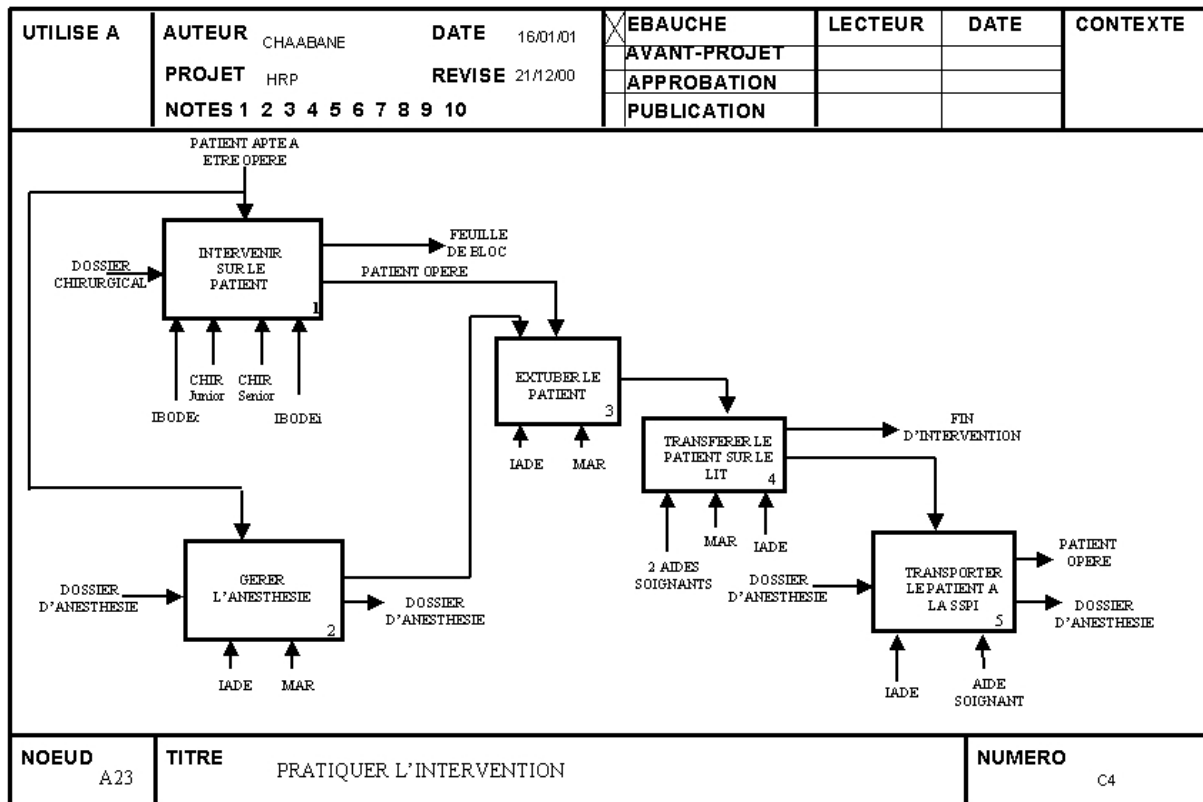 UTILISE A
AUTEUR CHAABANE DATE 16/01/01
PROJET HRP REVISE 21/12/00
NOTES 1 2 3 4 5 6 7 8 9 10
EBAUCHE
AVANT-PROJET
APPROBATION
PUBLICATION
LECTEUR
DATE
CONTEXTE
PATIENT APTE A
ETRE OPERE
INTERVENIR
SUR LE
PATIENT
1
DOSSIER
CHIRURGICAL
FEUILLE
DE BLOC
PATIENT OPERE
CHIR
Junior
CHIR
Senior
IBODEc
IBODEi
EXTUBER LE
PATIENT
3
IADE
MAR
TRANSFERER LE
PATIENT SUR LE
LIT
4
FIN
D'INTERVENTION
2 AIDES
SOIGNANTS
MAR
IADE
GERER
L'ANESTHESIE
2
DOSSIER
D'ANESTHESIE
DOSSIER
D'ANESTHESIE
IADE
MAR
DOSSIER
D'ANESTHESIE
TRANSPORTER
LE PATIENT A
LA SSPI
5
PATIENT
OPERE
DOSSIER
D'ANESTHESIE
IADE
AIDE
SOIGNANT
NOEUD A23
TITRE PRATIQUER L'INTERVENTION
NUMERO C4